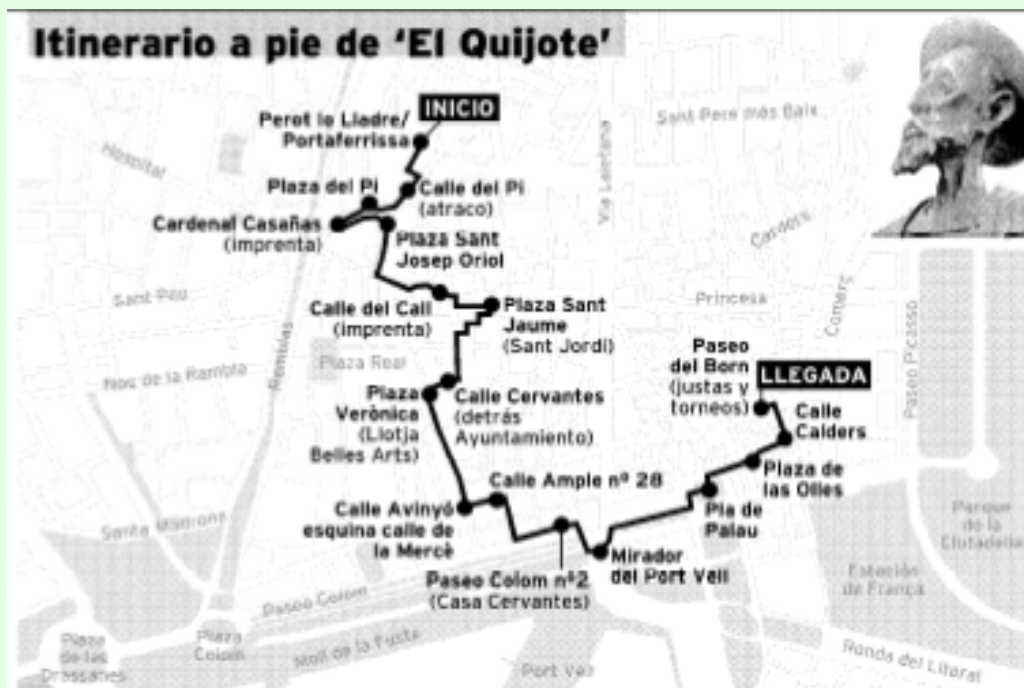 Itinerario a pie de ‘El Quijote’
INICIO
Perot lo Lladre/
Portaferrissa
Sant Pere més Baix
Hospital
Via Laietana
Plaza del Pi
Calle del Pi
(atraco)
Cardenal Casañas
(imprenta)
Plaza Sant
Josep Oriol
Carders
Sant Pau
Calle del Call
(imprenta)
Plaza Sant
Jaume
(Sant Jordi)
Princesa
Comerç
Paseo Picasso
Ramblas
Plaza Real
Nou de la Rambla
Paseo
del Born
(justas y
torneos)
LLEGADA
Plaza
Verònica
(Llotja
Belles Arts)
Calle Cervantes
(detrás
Ayuntamiento)
Calle
Calders
Plaza de
las Olles
Calle Ample nº 28
Pla de
Palau
Calle Avinyó
esquina calle de
la Mercè
Santa Madrona
Parque
de la
Ciutadella
Mirador
del Port Vell
Paseo Colom nº2
(Casa Cervantes)
Estación
de França
Paseo Colom
Plaza
de las
Drassanes
Plaza
Colom
Moll de la Fusta
Port Vell
Ronda del Litoral